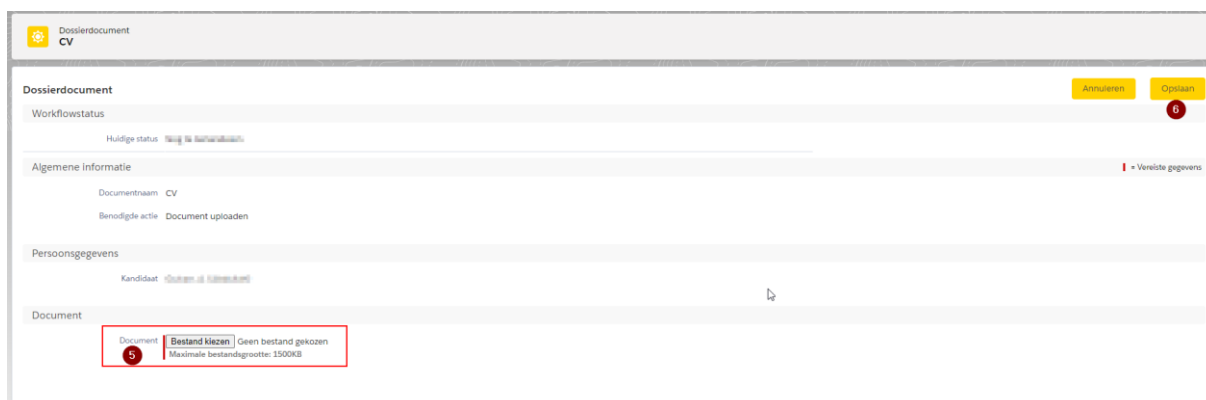 Dossierdocument
CV
Dossierdocument
Annuleren
Opslaan
6
Workflowstatus
Huidige status
Algemene informatie
= Vereiste gegevens
Documentnaam CV
Benodigde actie Document uploaden
Persoonsgegevens
Kandidaat
Document
Document Bestand kiezen Geen bestand gekozen
5 Maximale bestandsgrootte: 1500KB